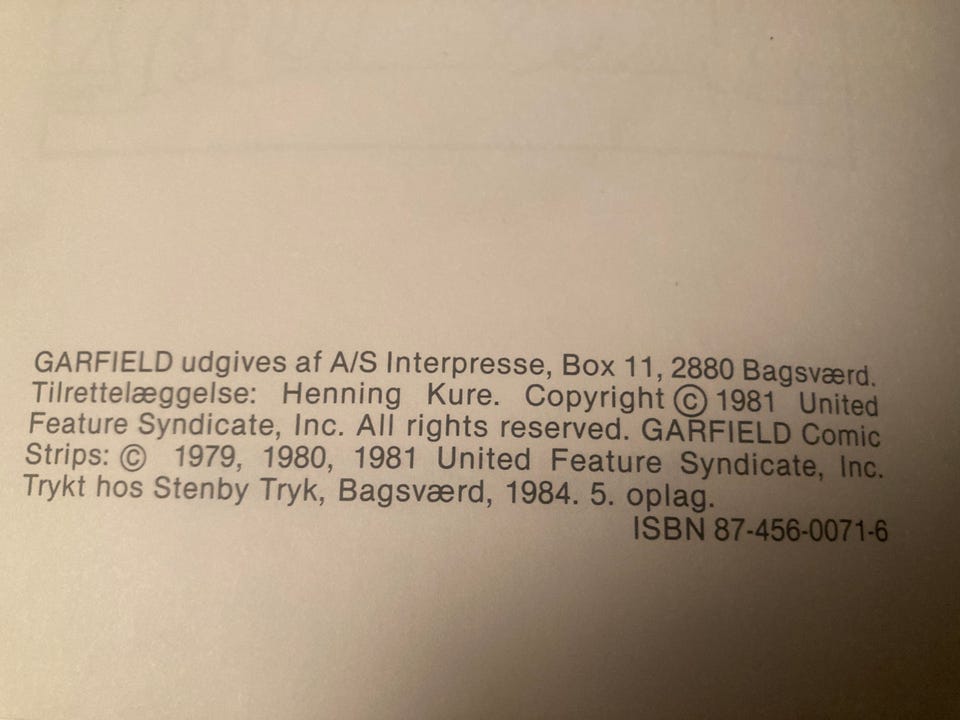 GARFIELD udgives af A/S Interpresse, Box 11, 2880 Bagsværd.
Tilrettelæggelse: Henning Kure. Copyright © 1981 United
Feature Syndicate, Inc. All rights reserved. GARFIELD Comic
Strips: © 1979, 1980, 1981 United Feature Syndicate, Inc.
Trykt hos Stenby Tryk, Bagsværd, 1984. 5. oplag.
ISBN 87-456-0071-6